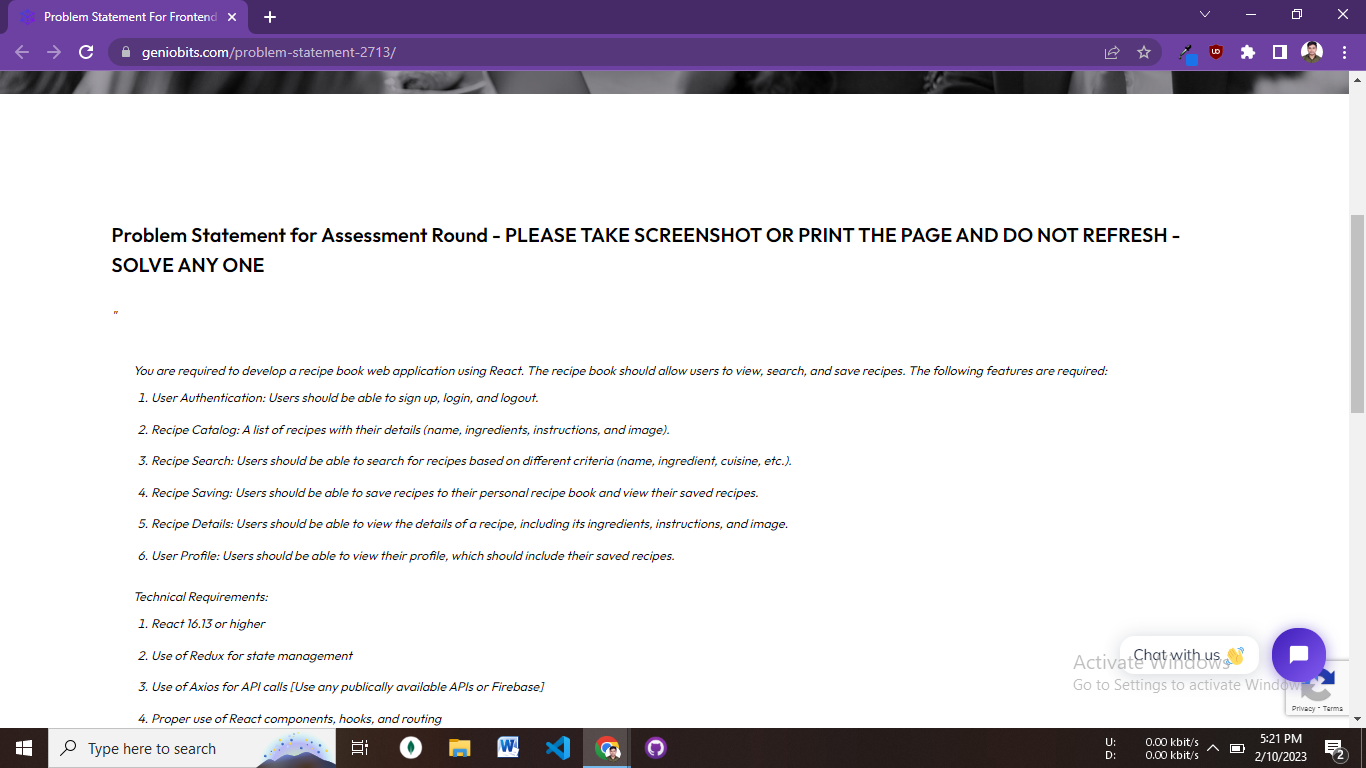 Problem Statement For Frontend
geniobits.com/problem-statement-2713/
Problem Statement for Assessment Round - PLEASE TAKE SCREENSHOT OR PRINT THE PAGE AND DO NOT REFRESH -
SOLVE ANY ONE
"
You are required to develop a recipe book web application using React. The recipe book should allow users to view, search, and save recipes. The following features are required:
1. User Authentication: Users should be able to sign up, login, and logout.
2. Recipe Catalog: A list of recipes with their details (name, ingredients, instructions, and image).
3. Recipe Search: Users should be able to search for recipes based on different criteria (name, ingredient, cuisine, etc.).
4. Recipe Saving: Users should be able to save recipes to their personal recipe book and view their saved recipes.
5. Recipe Details: Users should be able to view the details of a recipe, including its ingredients, instructions, and image.
6. User Profile: Users should be able to view their profile, which should include their saved recipes.
Technical Requirements:
1. React 16.13 or higher
2. Use of Redux for state management
3. Use of Axios for API calls [Use any publically available APIs or Firebase]
4. Proper use of React components, hooks, and routing
Chat with us
Activate Windows
Go to Settings to activate Windows
Privacy - Terms
Type here to search
U: 0.00 kbit/s
D: 0.00 kbit/s
5:21 PM
2/10/2023
2